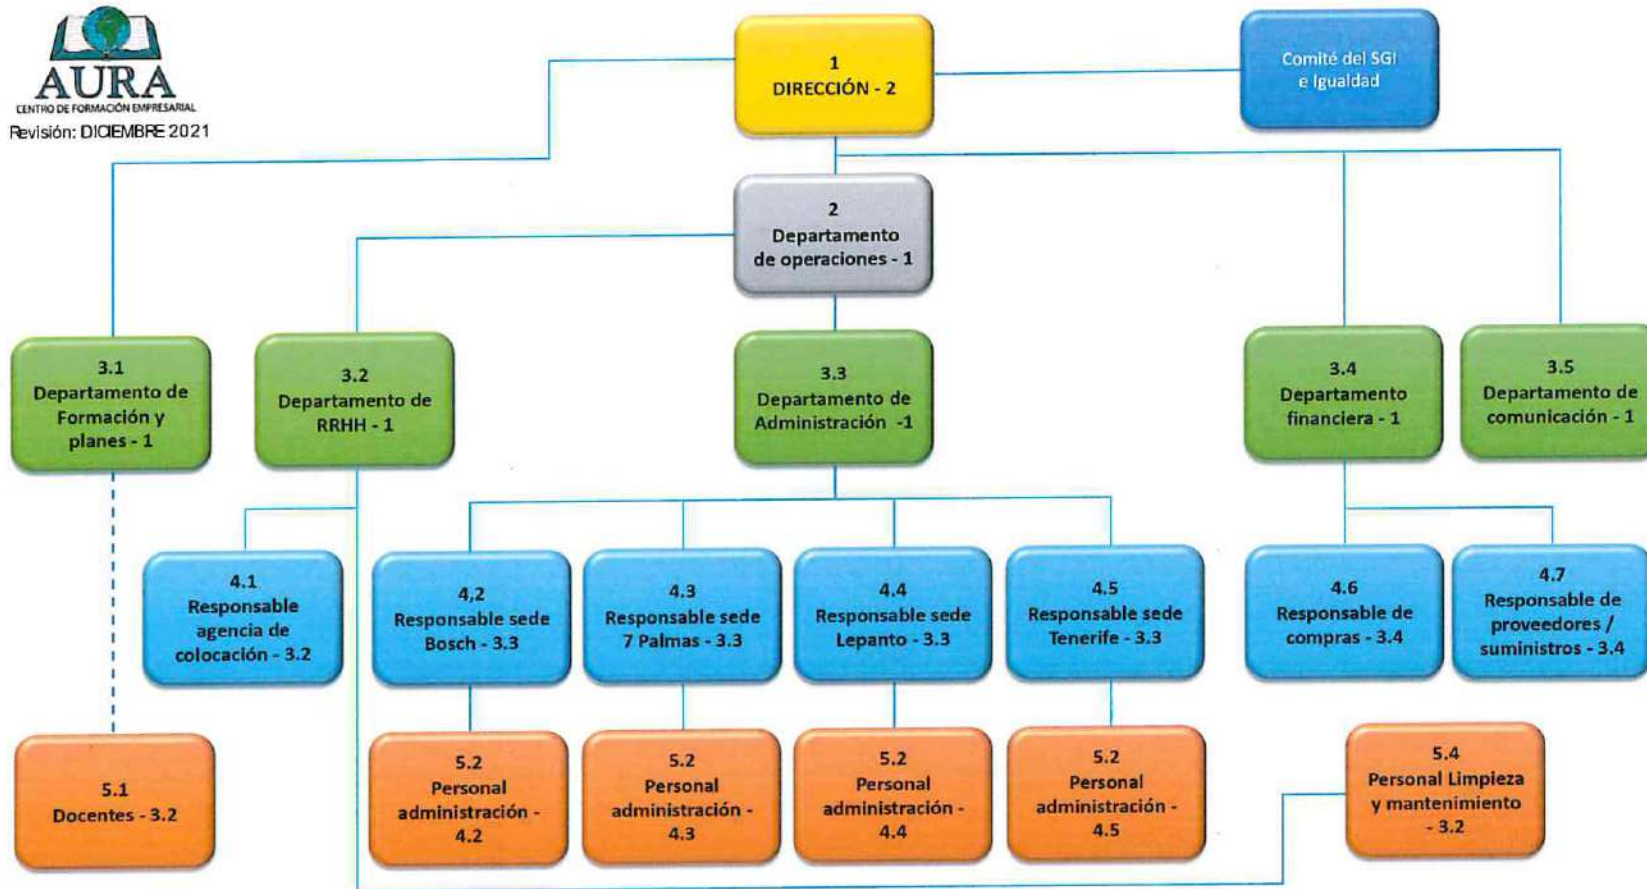 AURA
CENTRO DE FORMACIÓN EMPRESARIAL
Revisión: DICIEMBRE 2021
1
DIRECCIÓN - 2
Comité del SGI
e Igualdad
2
Departamento
de operaciones - 1
3.1
Departamento de
Formación y
planes - 1
3.2
Departamento de
RRHH - 1
3.3
Departamento de
Administración -1
3.4
Departamento
financiera - 1
3.5
Departamento de
comunicación - 1
4.1
Responsable
agencia de
colocación - 3.2
4,2
Responsable sede
Bosch - 3.3
4.3
Responsable sede
7 Palmas - 3.3
4.4
Responsable sede
Lepanto - 3.3
4.5
Responsable sede
Tenerife - 3.3
4.6
Responsable de
compras - 3.4
4.7
Responsable de
proveedores /
suministros - 3.4
5.1
Docentes - 3.2
5.2
Personal
administración -
4.2
5.2
Personal
administración -
4.3
5.2
Personal
administración -
4.4
5.2
Personal
administración -
4.5
5.4
Personal Limpieza
y mantenimiento
- 3.2